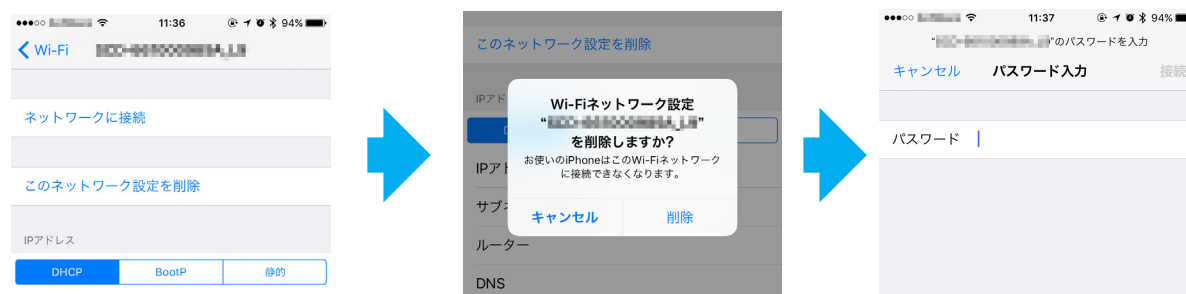 11:36
94%
Wi-Fi
ネットワークに接続
このネットワーク設定を削除
IPアドレス
DHCP
BootP
静的
このネットワーク設定を削除
IPアド
Wi-Fiネットワーク設定
“ ”
を削除しますか?
お使いのiPhoneはこのWi-Fiネットワーク
に接続できなくなります。
キャンセル
削除
IPア
サブ
ルーター
DNS
11:37
94%
“ ”のパスワードを入力
キャンセル
パスワード入力
接続
パスワード